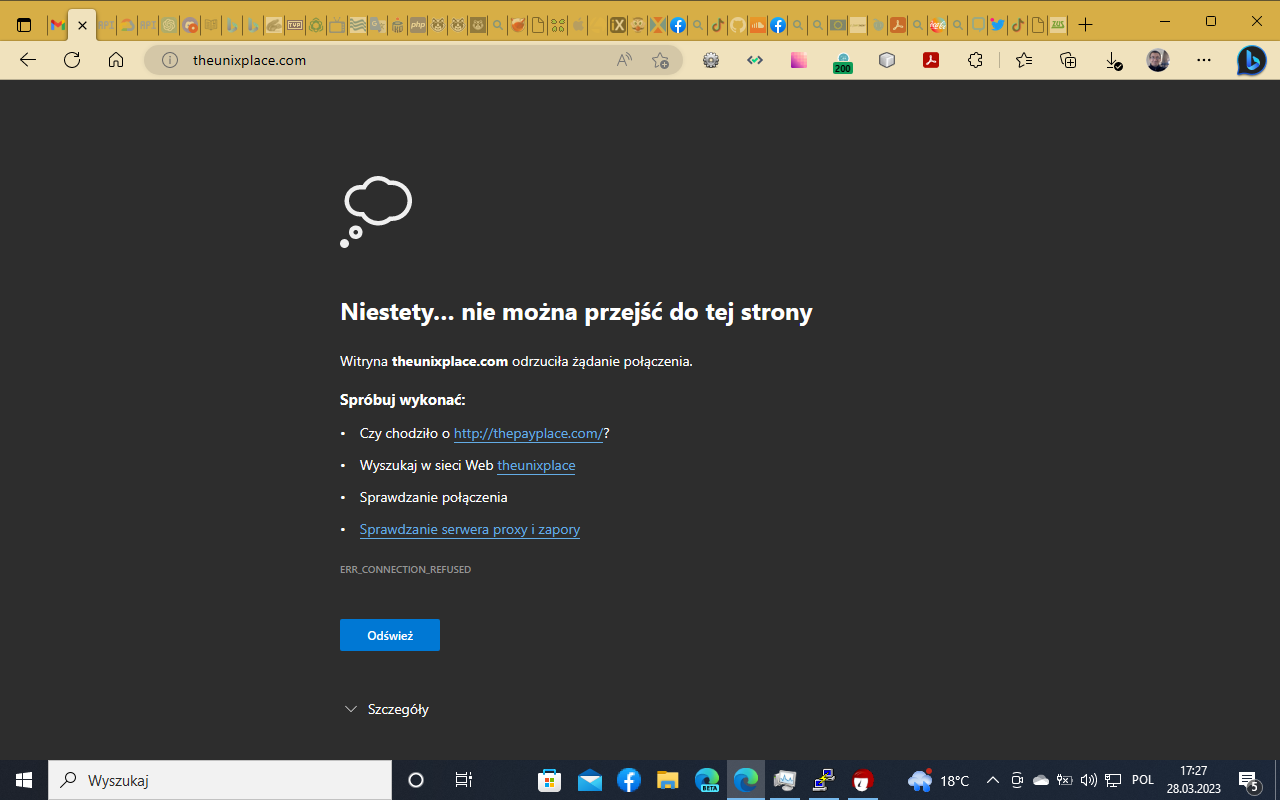 theunixplace.com
200
Niestety… nie można przejść do tej strony
Witryna theunixplace.com odrzuciła żądanie połączenia.
Spróbuj wykonać:
• Czy chodziło o http://thepayplace.com/?
• Wyszukaj w sieci Web theunixplace
• Sprawdzanie połączenia
• Sprawdzanie serwera proxy i zapory
ERR_CONNECTION_REFUSED
Odśwież
Szczegóły
Wyszukaj
BETA
18°C
POL
17:27
28.03.2023
5